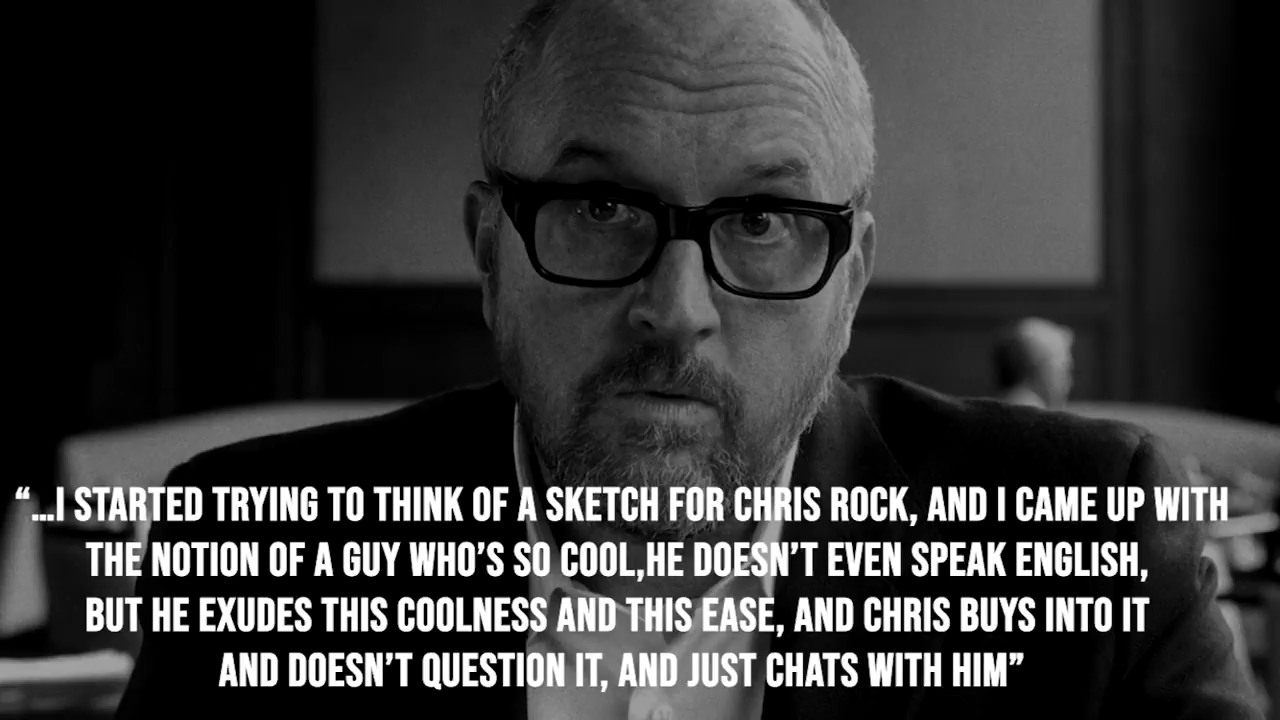 “...I STARTED TRYING TO THINK OF A SKETCH FOR CHRIS ROCK, AND I CAME UP WITH
THE NOTION OF A GUY WHO’S SO COOL,HE DOESN’T EVEN SPEAK ENGLISH,
BUT HE EXUDES THIS COOLNESS AND THIS EASE, AND CHRIS BUYS INTO IT
AND DOESN’T QUESTION IT, AND JUST CHATS WITH HIM”